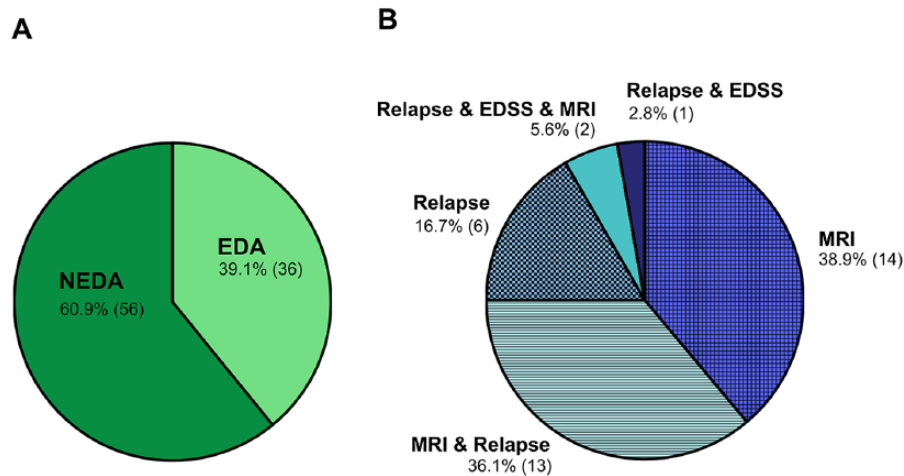 A
EDA
39.1% (36)
NEDA
60.9% (56)
B
Relapse & EDSS
2.8% (1)
Relapse & EDSS & MRI
5.6% (2)
Relapse
16.7% (6)
MRI
38.9% (14)
MRI & Relapse
36.1% (13)